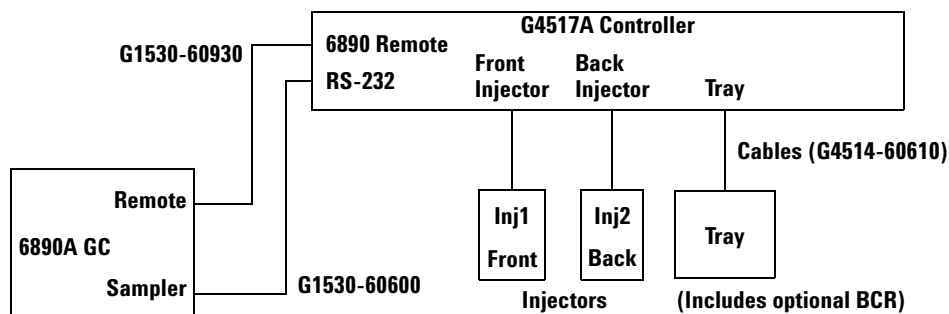 G4517A Controller
6890 Remote
G1530-60930
Front
Injector
Back
Injector
RS-232
Tray
Cables (G4514-60610)
Remote
6890A GC
Sampler
G1530-60600
Inj1
Front
Inj2
Back
Tray
Injectors
(Includes optional BCR)